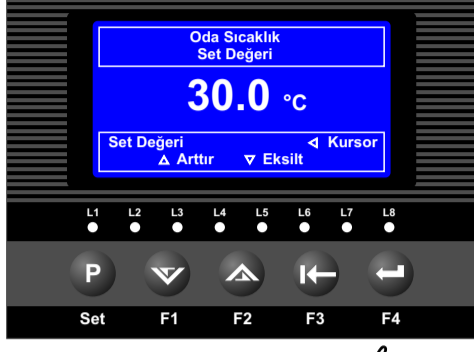 Oda Sıcaklık
Set Değeri
30.0 °C
Set Değeri Kursor
Arttır Eksilt
L1 L2 L3 L4 L5 L6 L7 L8
P
Set F1 F2 F3 F4